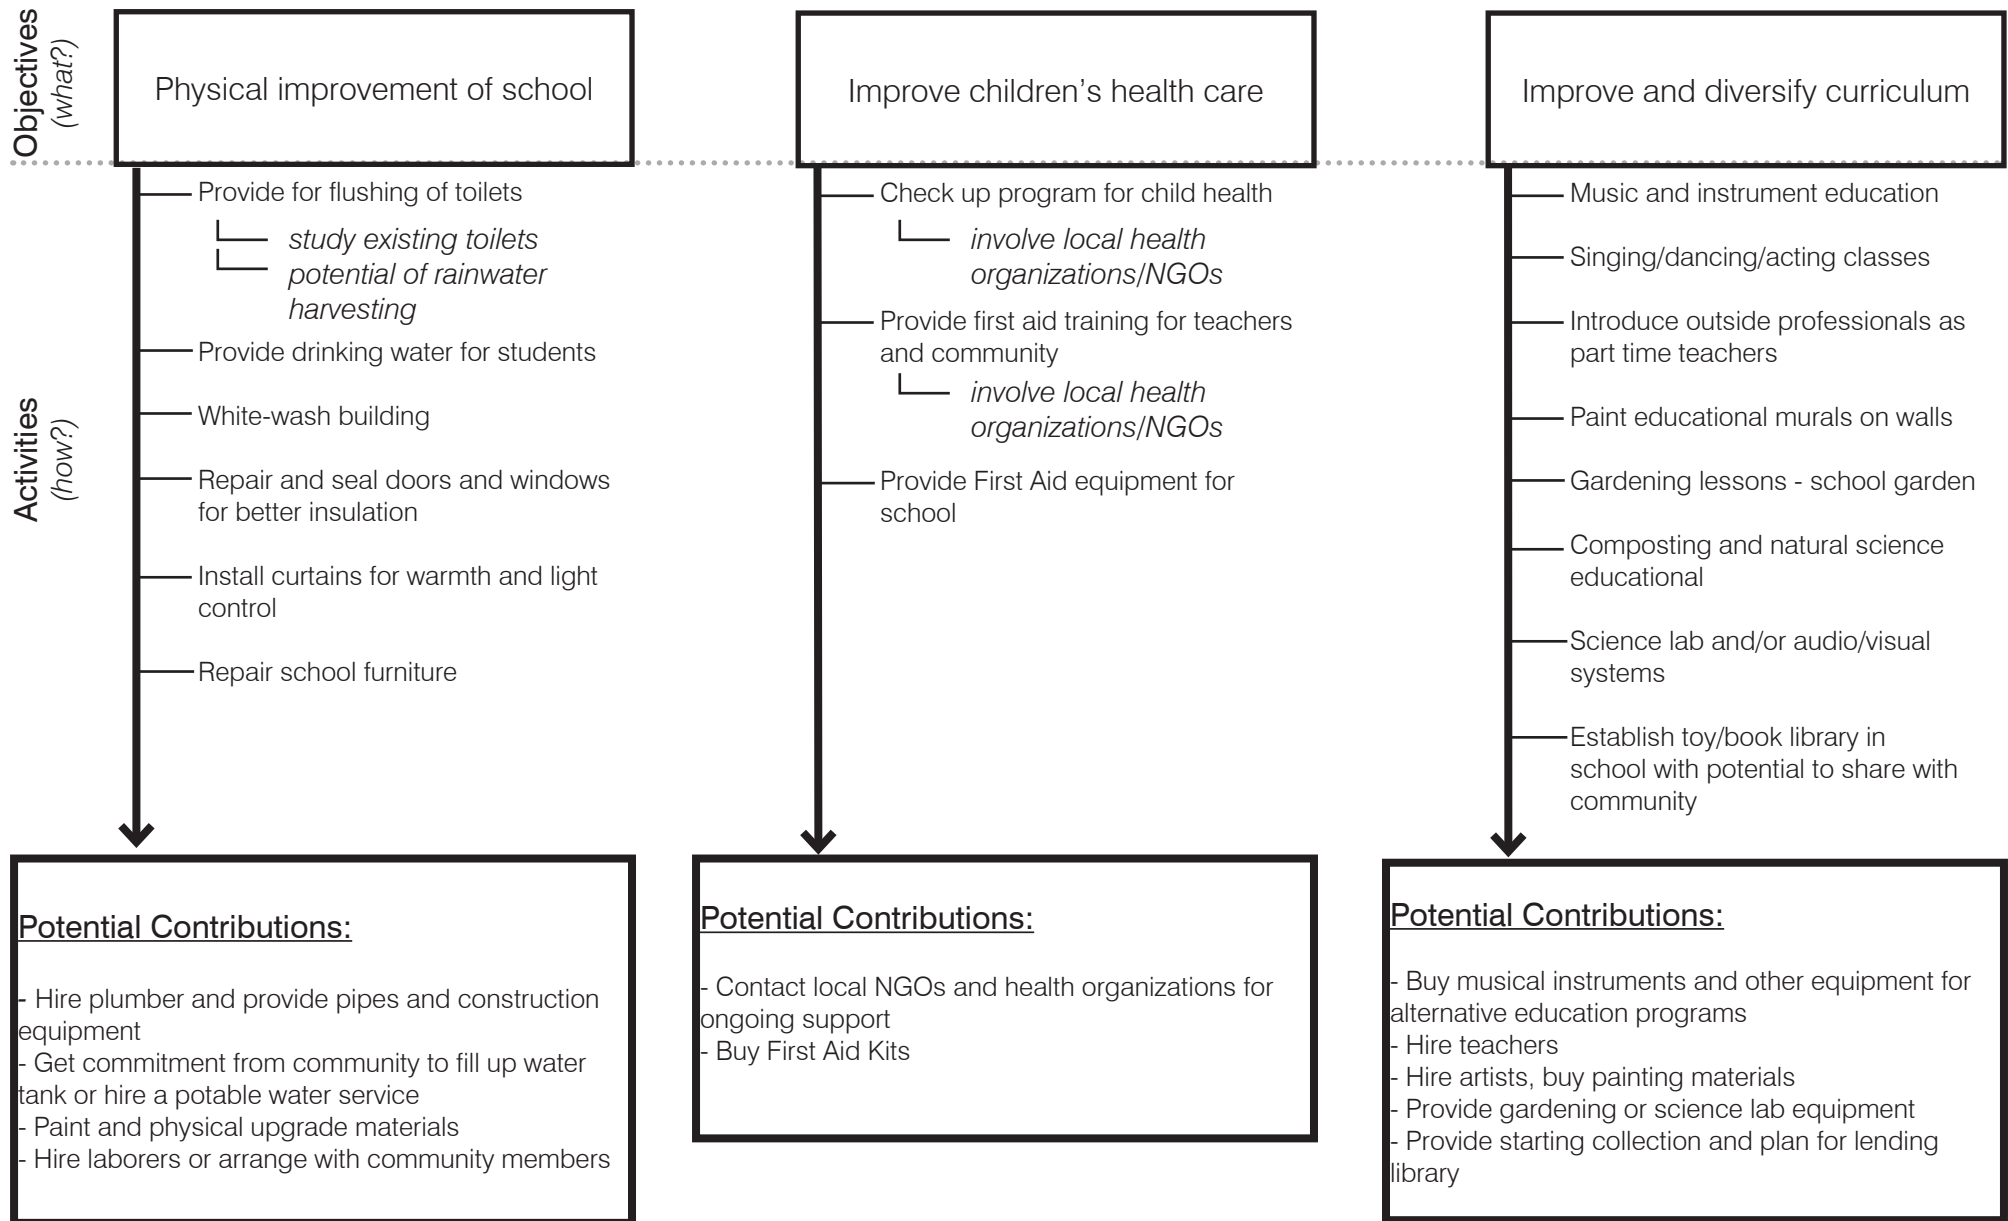 Objectives
(what?)
Physical improvement of school
Improve children's health care
Improve and diversify curriculum
Activities
(how?)
Provide for flushing of toilets
study existing toilets
potential of rainwater
harvesting
Provide drinking water for students
White-wash building
Repair and seal doors and windows
for better insulation
Install curtains for warmth and light
control
Repair school furniture
Check up program for child health
involve local health
organizations/NGOs
Provide first aid training for teachers
and community
involve local health
organizations/NGOs
Provide First Aid equipment for
school
Music and instrument education
Singing/dancing/acting classes
Introduce outside professionals as
part time teachers
Paint educational murals on walls
Gardening lessons - school garden
Composting and natural science
educational
Science lab and/or audio/visual
systems
Establish toy/book library in
school with potential to share with
community
Potential Contributions:
- Hire plumber and provide pipes and construction
equipment
- Get commitment from community to fill up water
tank or hire a potable water service
- Paint and physical upgrade materials
- Hire laborers or arrange with community members
Potential Contributions:
- Contact local NGOs and health organizations for
ongoing support
- Buy First Aid Kits
Potential Contributions:
- Buy musical instruments and other equipment for
alternative education programs
- Hire teachers
- Hire artists, buy painting materials
- Provide gardening or science lab equipment
- Provide starting collection and plan for lending
library